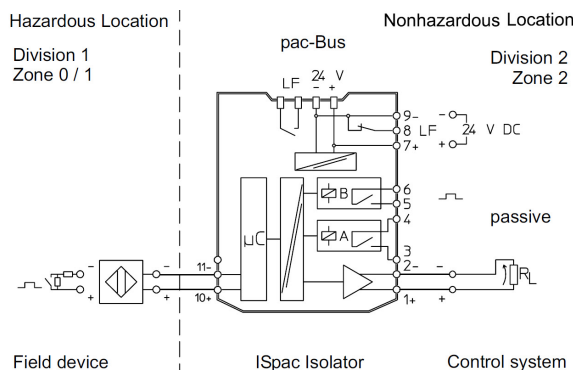 Hazardous Location
Nonhazardous Location
Division 1
Zone 0 / 1
pac-Bus
Division 2
Zone 2
LF 24 V
- +
9-
8 LF
7+
- 24 V DC
+
6
5
B
4
passive
A
3
µC
11-
10+
2-
1+
- - - RL
+ + +
Field device
ISpac Isolator
Control system